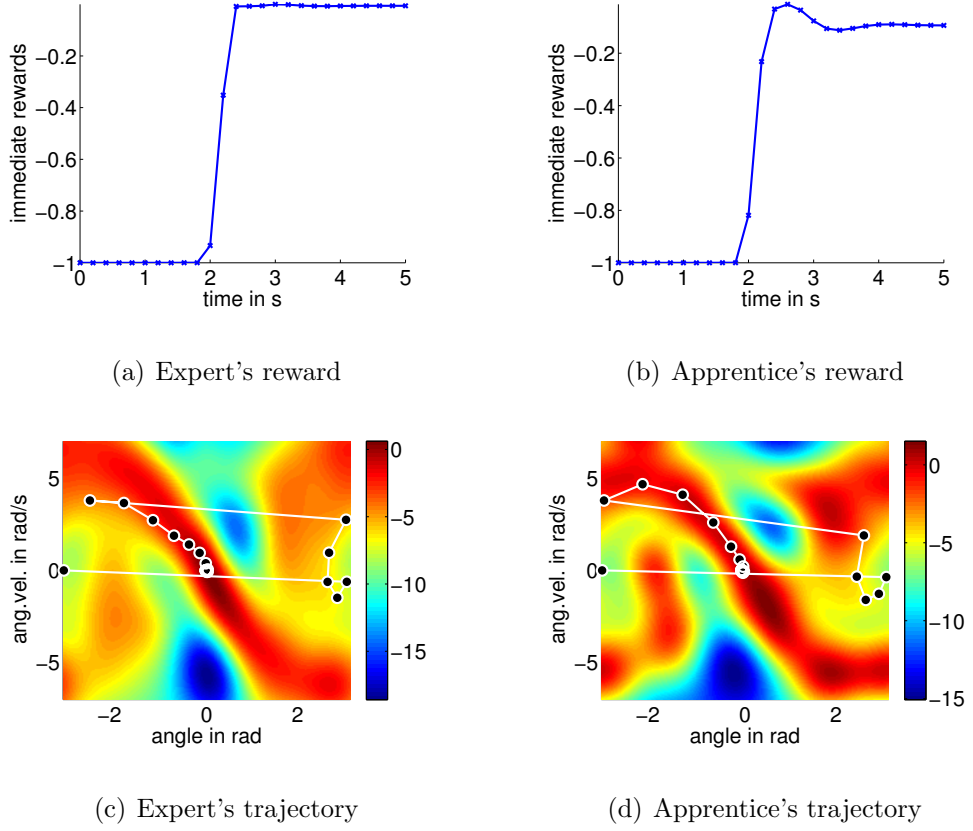 immediate rewards
−0.2
−0.4
−0.6
−0.8
−1
0 1 2 3 4 5
time in s
(a) Expert's reward
immediate rewards
−0.2
−0.4
−0.6
−0.8
−1
0 1 2 3 4 5
time in s
(b) Apprentice's reward
ang.vel. in rad/s
5
0
−5
−2 0 2
angle in rad
0
−5
−10
−15
(c) Expert's trajectory
ang.vel. in rad/s
5
0
−5
−2 0 2
angle in rad
0
−5
−10
−15
(d) Apprentice's trajectory